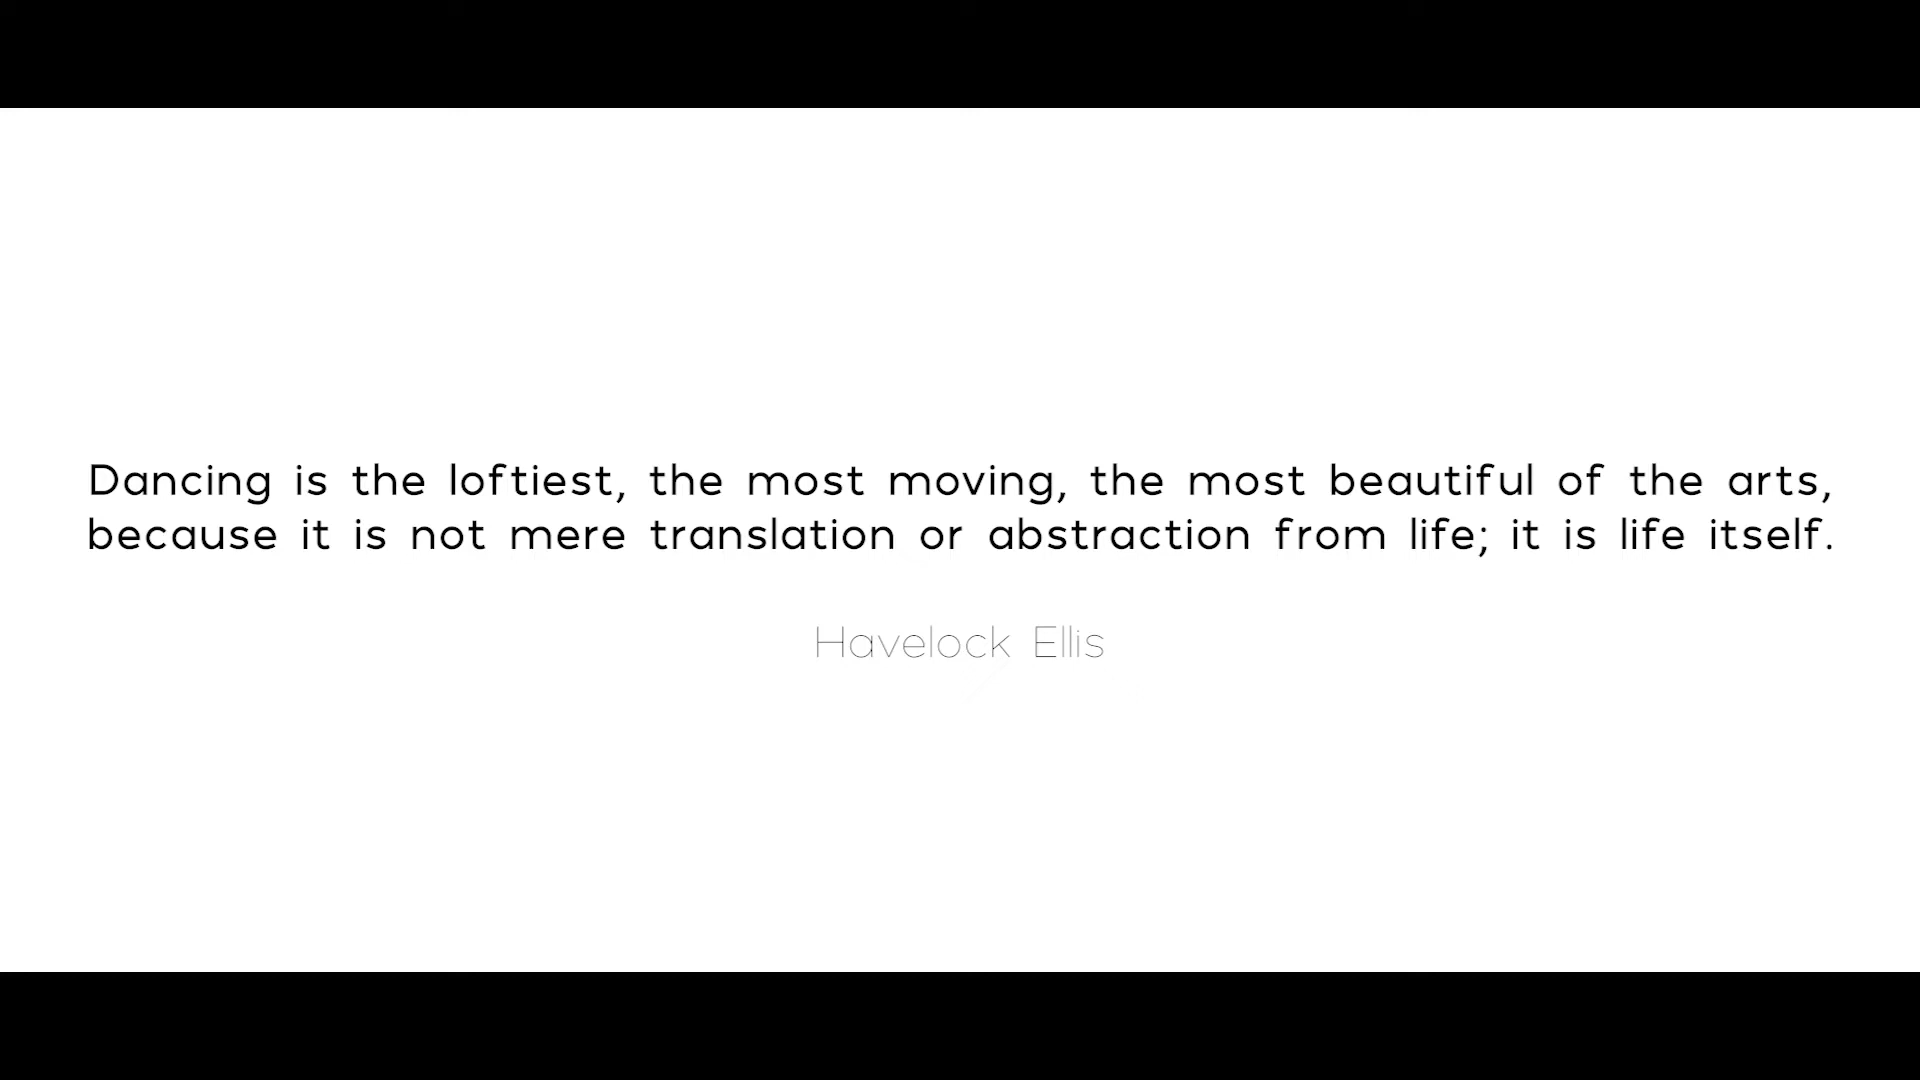 Dancing is the loftiest, the most moving, the most beautiful of the arts,
because it is not mere translation or abstraction from life; it is life itself.
Havelock Ellis